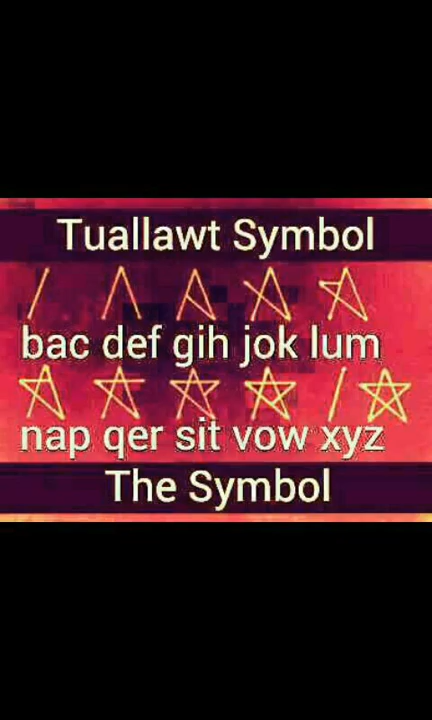 Tuallawt Symbol
bac def gih jok lum
nap qer sit vow xyz
The Symbol